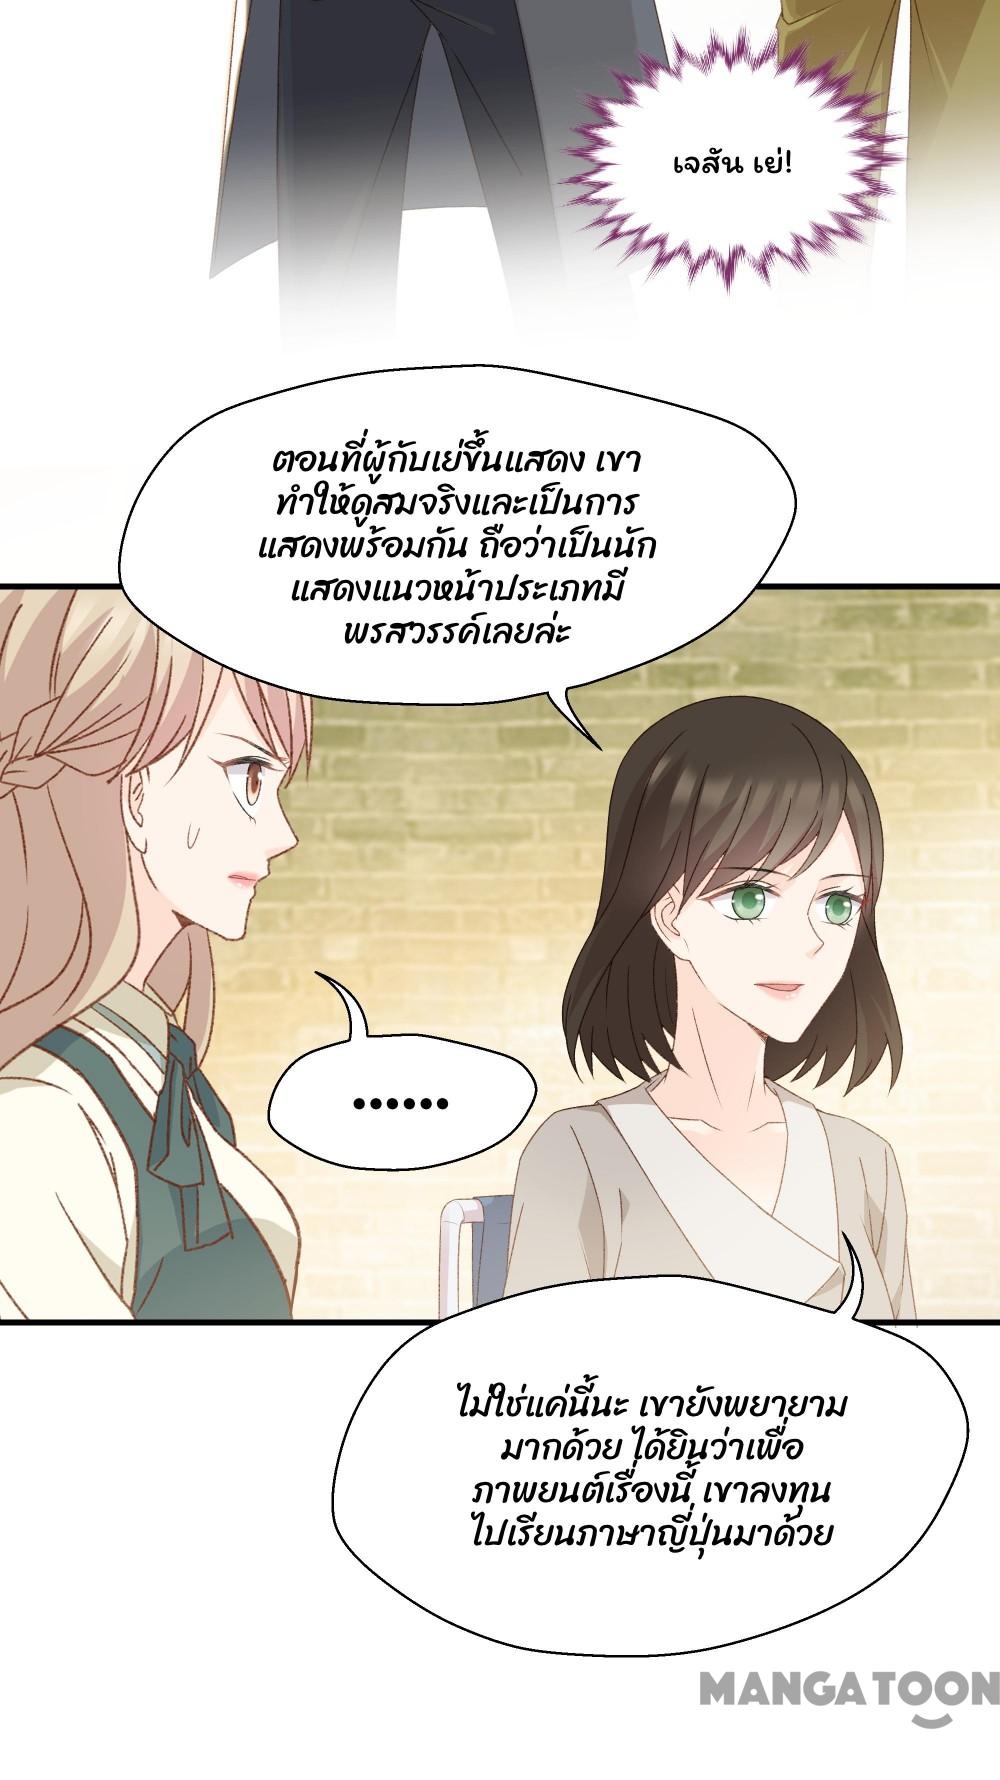 เจสัน เย่!
ตอนที่ผู้กับเย่ขึ้นแสดง เขา
ทำให้ดูสมจริงและเป็นการ
แสดงพร้อมกัน ถือว่าเป็นนัก
แสดงแนวหน้าประเภทมี
พรสวรรค์เลยล่ะ
••••••
ไม่ใช่แค่นี้นะ เขายังพยายาม
มากด้วย ได้ยินว่าเพื่อ
ภาพยนต์เรื่องนี้ เขาลงทุน
ไปเรียนภาษาญี่ปุ่นมาด้วย
MANGATOON